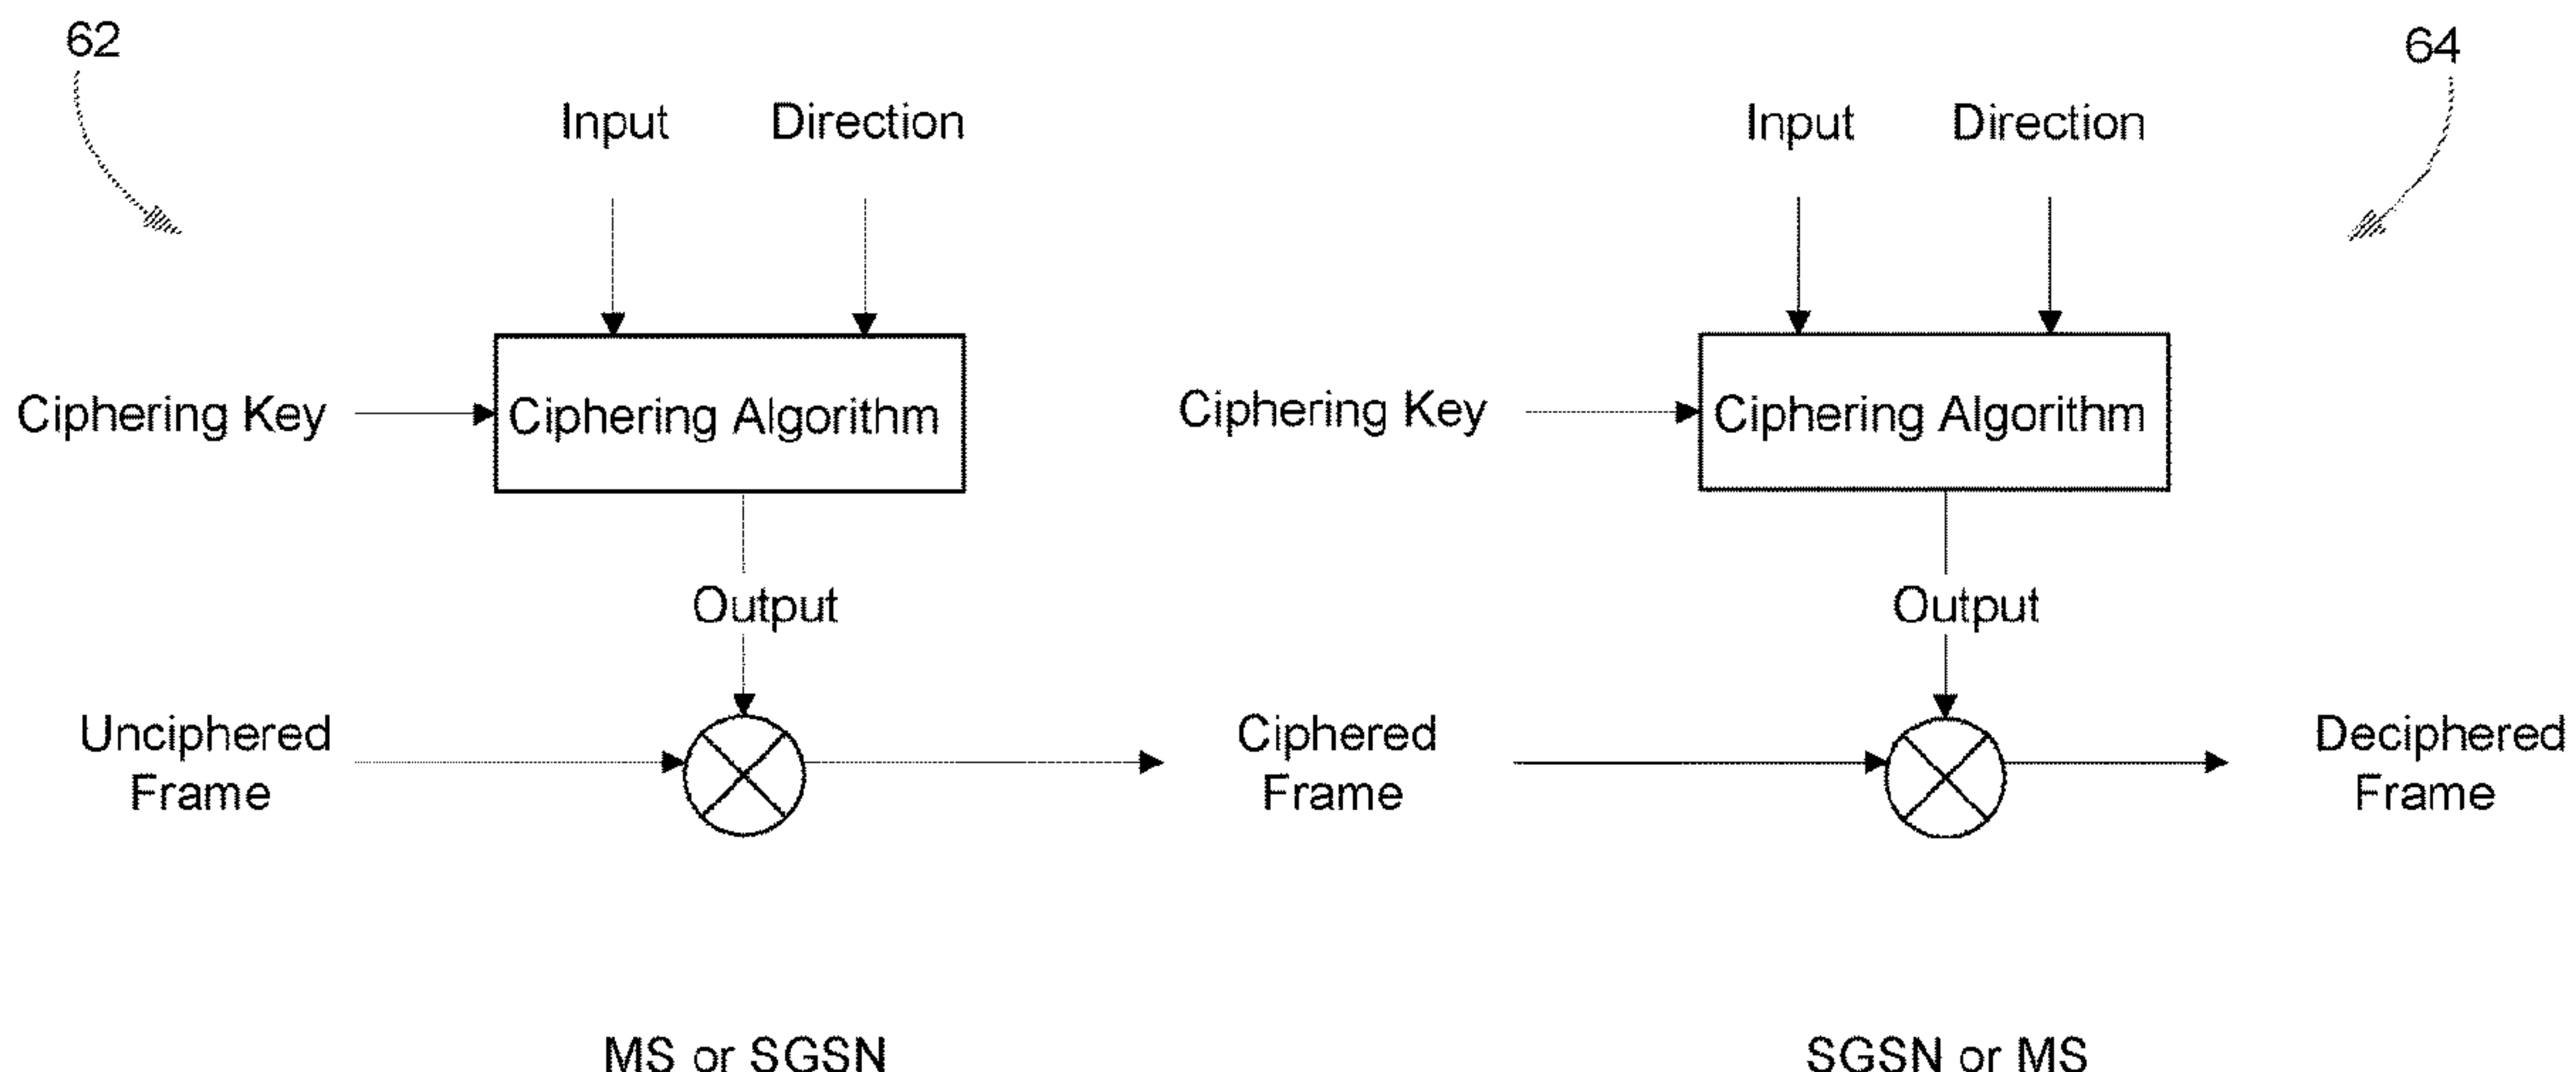 62
64
Input
Direction
Input
Direction
Ciphering Key
Ciphering Algorithm
Ciphering Key
Ciphering Algorithm
Output
Output
Unciphered
Frame
Ciphered
Frame
Deciphered
Frame
MS or SGSN
SGSN or MS